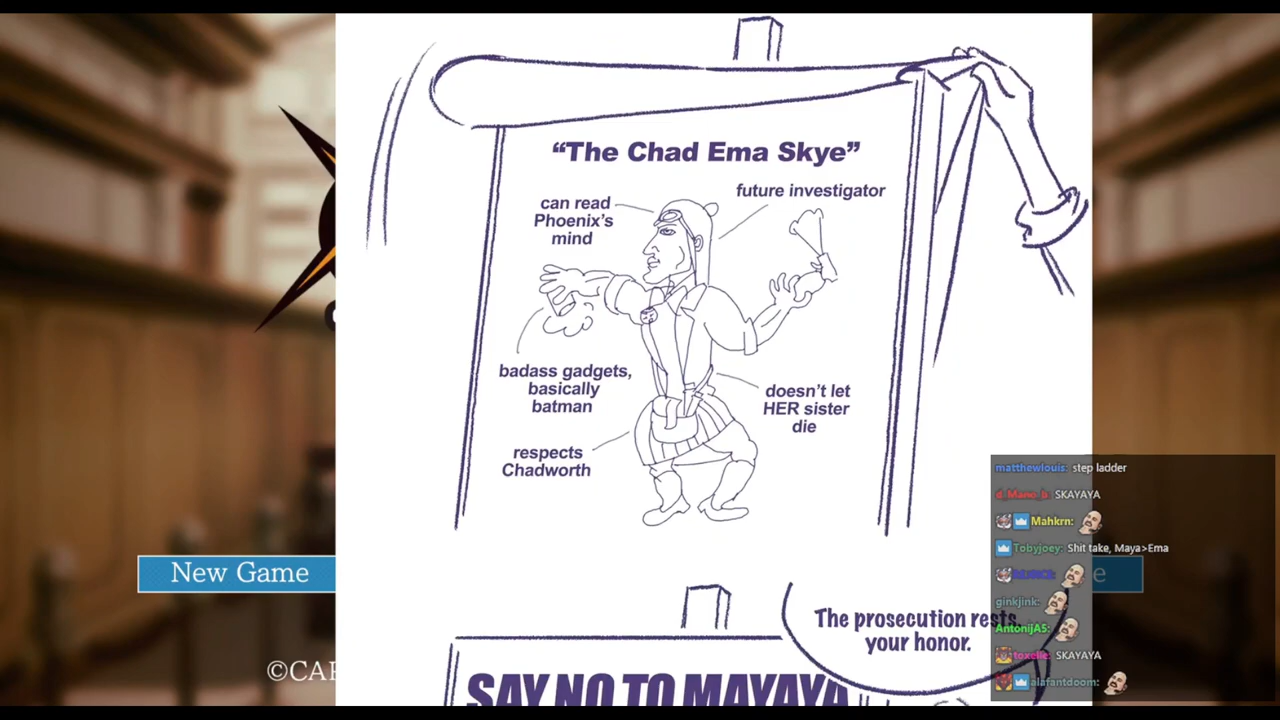 “The Chad Ema Skye”
can read
Phoenix’s
mind
future investigator
badass gadgets,
basically
batman
doesn’t let
HER sister
die
respects
Chadworth
New Game
©CA
The prosecution rests,
your honor.
SAY NO TO MAYAYA
matthewlouis: step ladder
d_Mano_b: SKAYAYA
Mahkrn:
Tobyjoey: Shit take, Maya>Ema
ginkjink:
AntonijA5:
toxelle: SKAYAYA
alafantdoom: